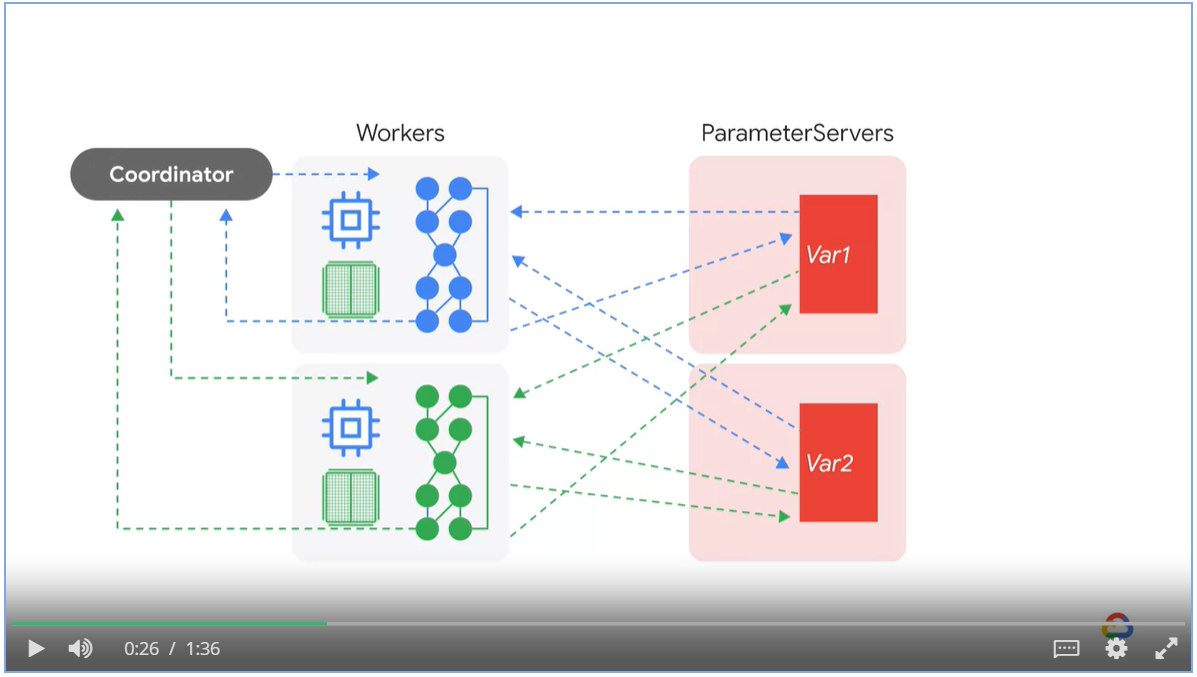 Workers
ParameterServers
Coordinator
Var1
Var2
0:26 / 1:36